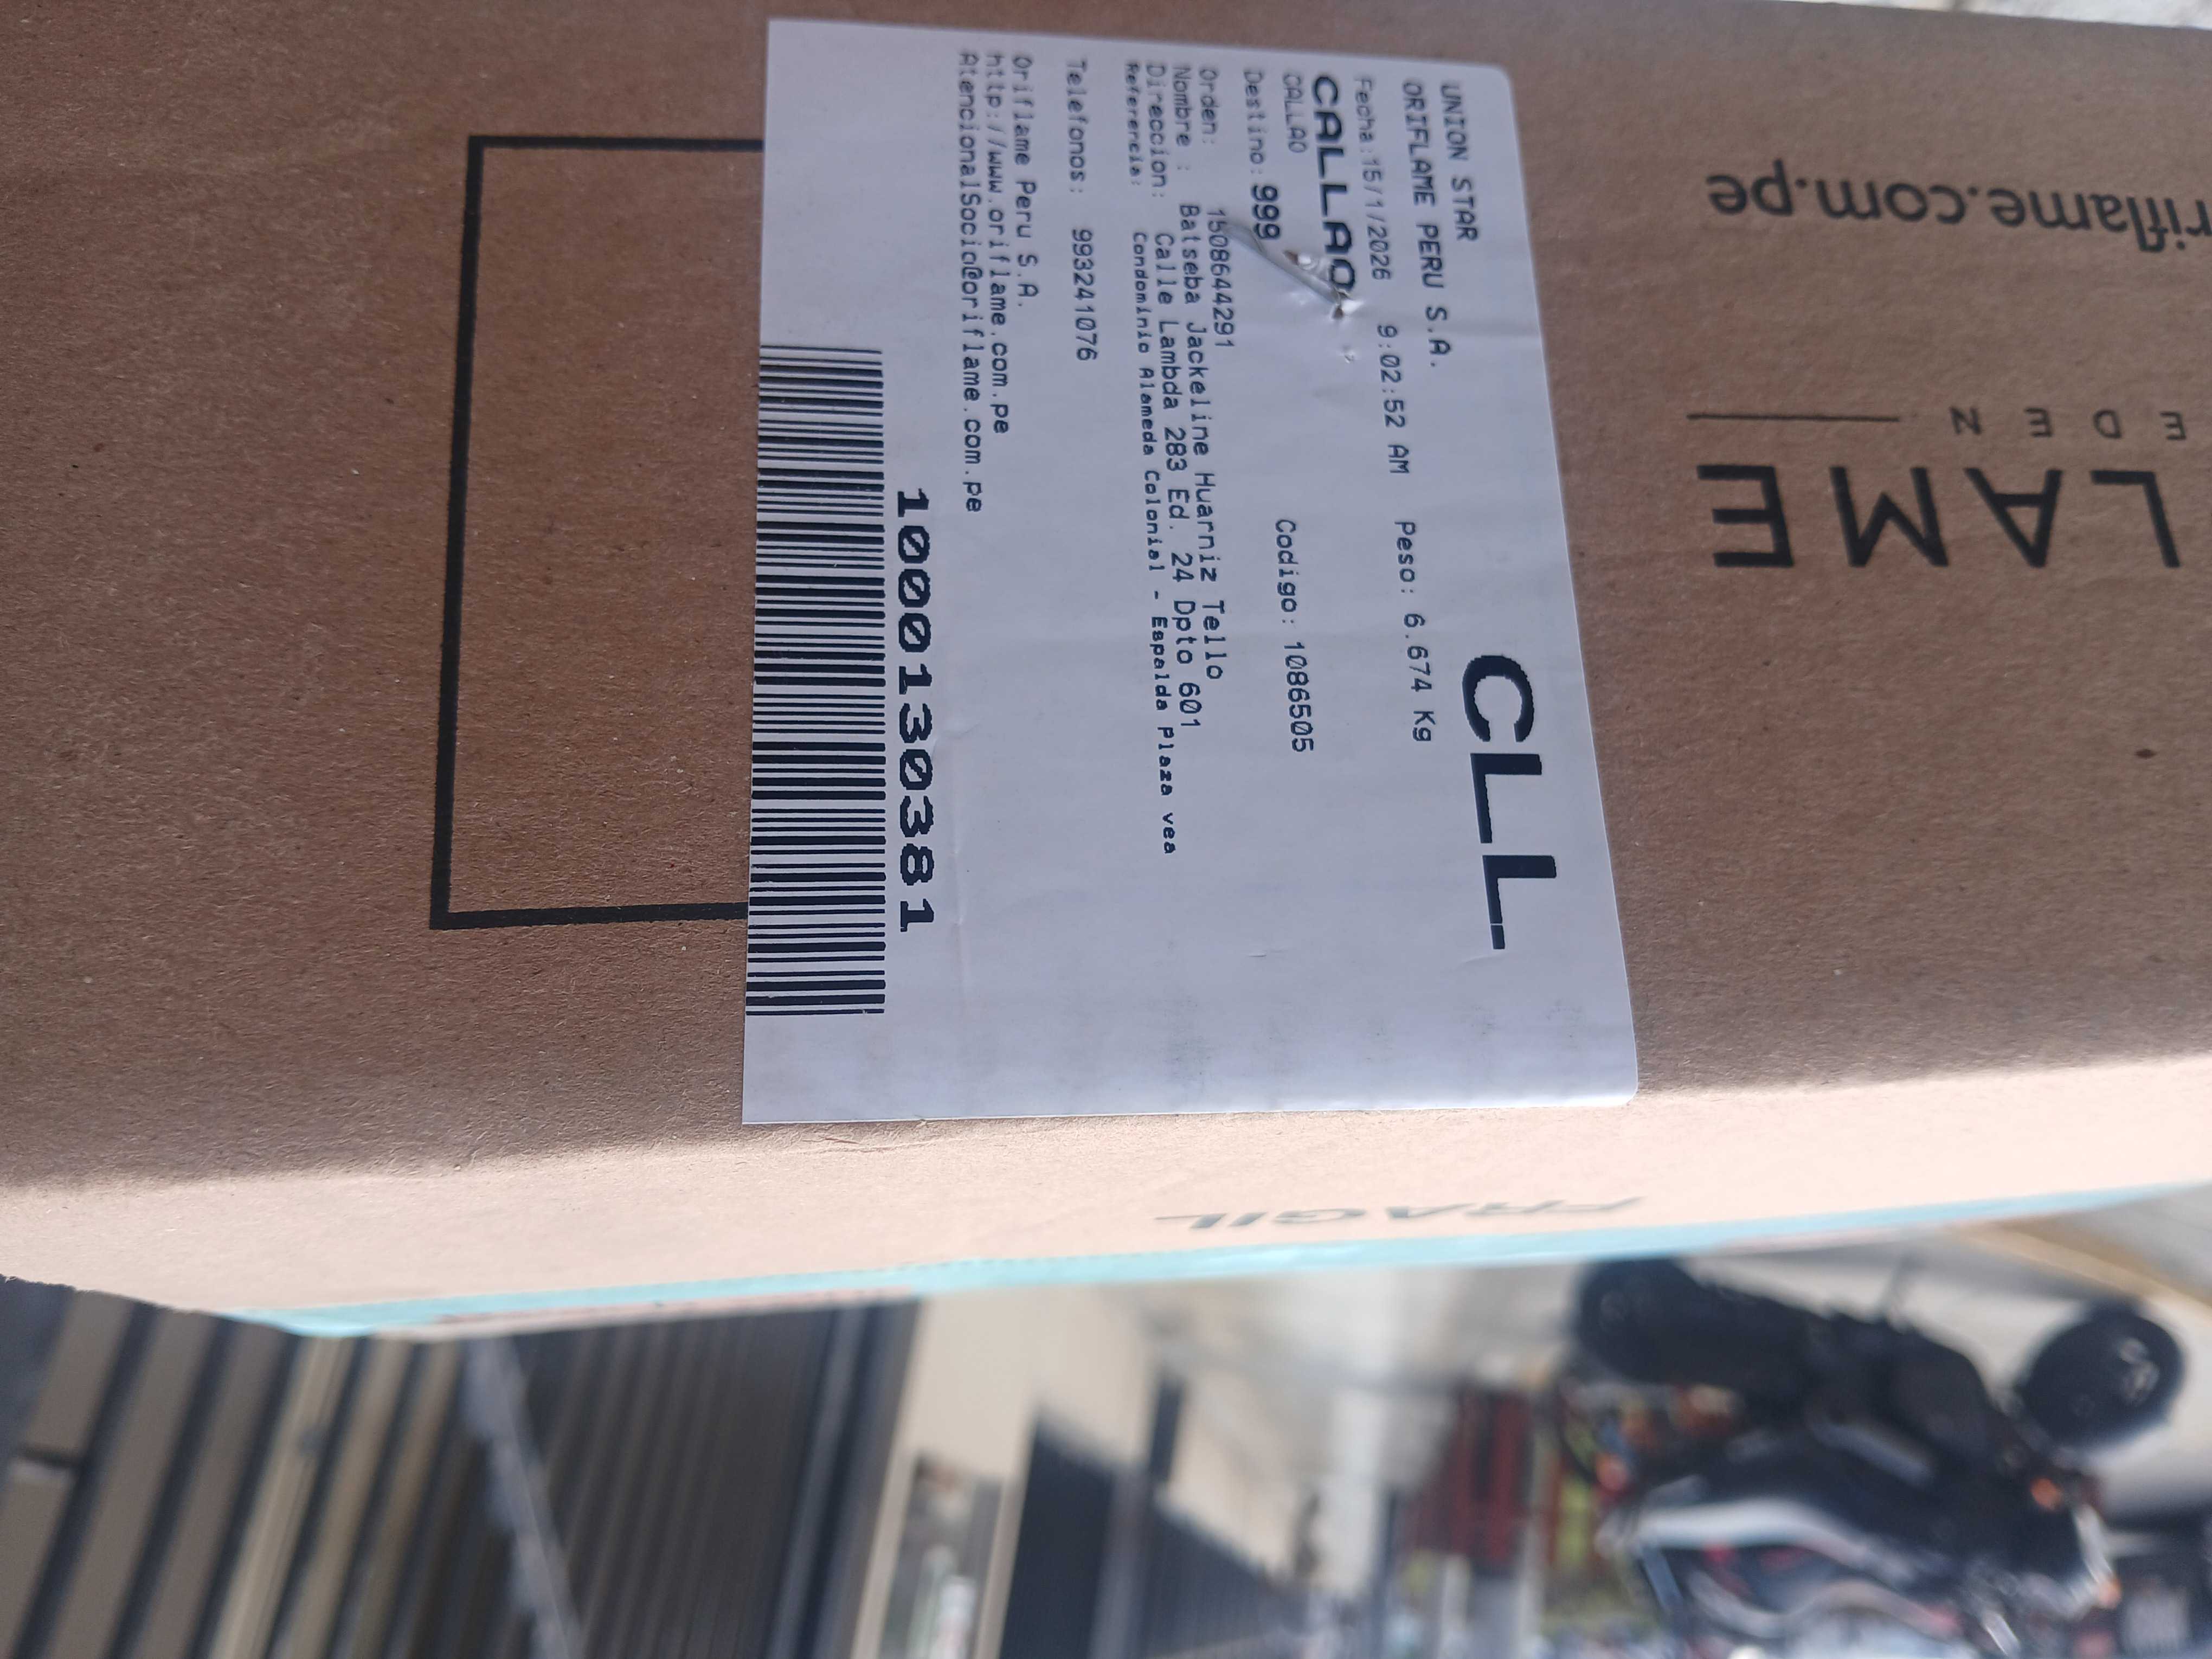 UNION STAR
ORIFLAME PERU S.A.
CLL
Fecha:15/1/2026 9:02:52 AM Peso: 6.674 Kg
CALLAO
CALLAO
Destino: 999 Codigo: 1086505
Orden: 1508644291
Nombre : Batseba Jackeline Huarniz Tello
Direccion: Calle Lambda 283 Ed. 24 Dpto 601
Referencia: Condominio Alameda Colonial - Espalda Plaza vea
Telefonos: 993241076
Oriflame Peru S.A.
http://www.oriflame.com.pe
AtencionalSocio@oriflame.com.pe
1000130381
LAME
EDEN
riflame.com.pe
FRAGIL